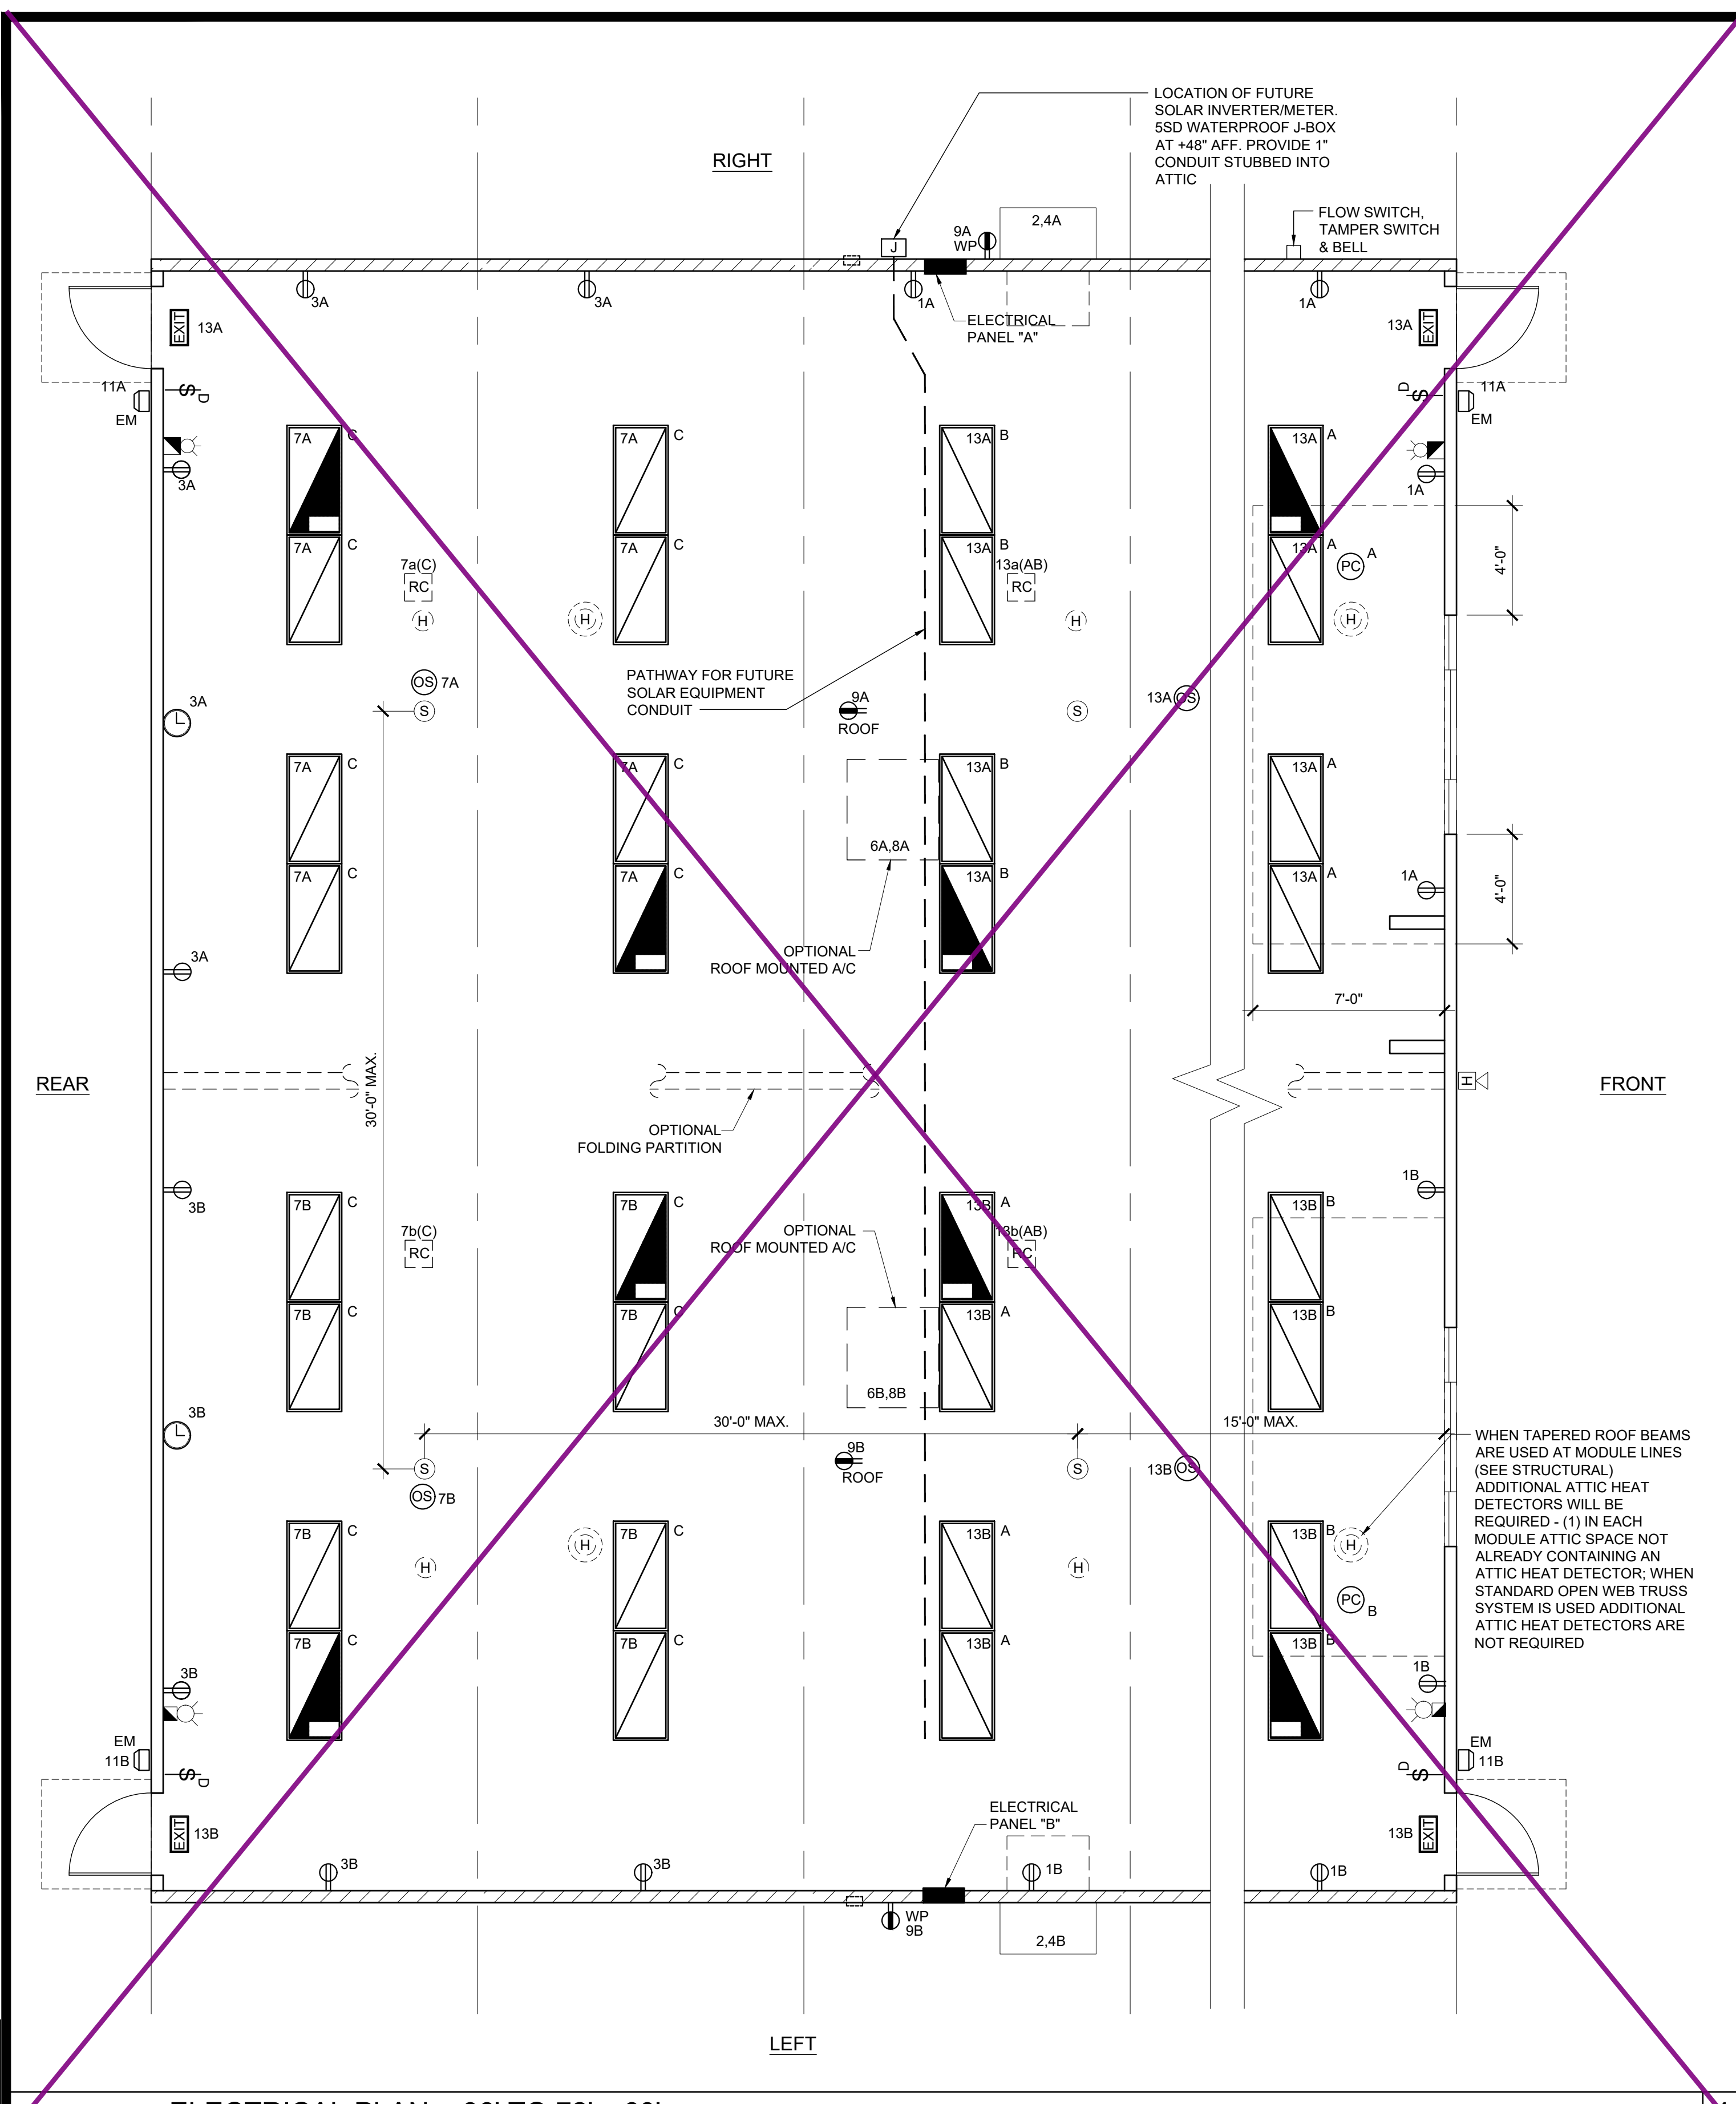 LOCATION OF FUTURE
SOLAR INVERTER/METER.
5SD WATERPROOF J-BOX
AT +48" AFF. PROVIDE 1"
CONDUIT STUBBED INTO
ATTIC
RIGHT
FLOW SWITCH,
TAMPER SWITCH
& BELL
2,4A
9A
WP
J
3A
3A
1A
1A
ELECTRICAL
PANEL "A"
EXIT
13A
13A
EXIT
11A
EM
S
D
D
S
11A
EM
7A
C
7A
C
13A
B
13A
A
3A
1A
7A
C
7A
C
13A
B
13A
A
7a(C)
RC
13a(AB)
RC
PC
A
4'-0"
H
H
H
H
OS
7A
PATHWAY FOR FUTURE
SOLAR EQUIPMENT
CONDUIT
3A
S
9A
ROOF
S
13A
OS
7A
C
7A
C
13A
B
13A
A
6A,8A
7A
C
7A
C
13A
B
13A
A
1A
4'-0"
OPTIONAL
ROOF MOUNTED A/C
3A
7'-0"
REAR
30'-0" MAX.
FRONT
H
OPTIONAL
FOLDING PARTITION
3B
1B
7B
C
7B
C
13B
A
13B
B
7b(C)
RC
OPTIONAL
ROOF MOUNTED A/C
13b(AB)
RC
7B
C
7B
C
13B
A
13B
B
6B,8B
3B
30'-0" MAX.
15'-0" MAX.
WHEN TAPERED ROOF BEAMS
ARE USED AT MODULE LINES
(SEE STRUCTURAL)
ADDITIONAL ATTIC HEAT
DETECTORS WILL BE
REQUIRED - (1) IN EACH
MODULE ATTIC SPACE NOT
ALREADY CONTAINING AN
ATTIC HEAT DETECTOR; WHEN
STANDARD OPEN WEB TRUSS
SYSTEM IS USED ADDITIONAL
ATTIC HEAT DETECTORS ARE
NOT REQUIRED
S
9B
ROOF
S
13B
OS
OS
7B
7B
C
7B
C
13B
A
13B
B
H
H
H
H
PC
B
7B
C
7B
C
13B
A
13B
B
3B
1B
EM
11B
S
D
D
S
EM
11B
EXIT
13B
13B
EXIT
ELECTRICAL
PANEL "B"
3B
3B
1B
1B
WP
9B
2,4B
LEFT